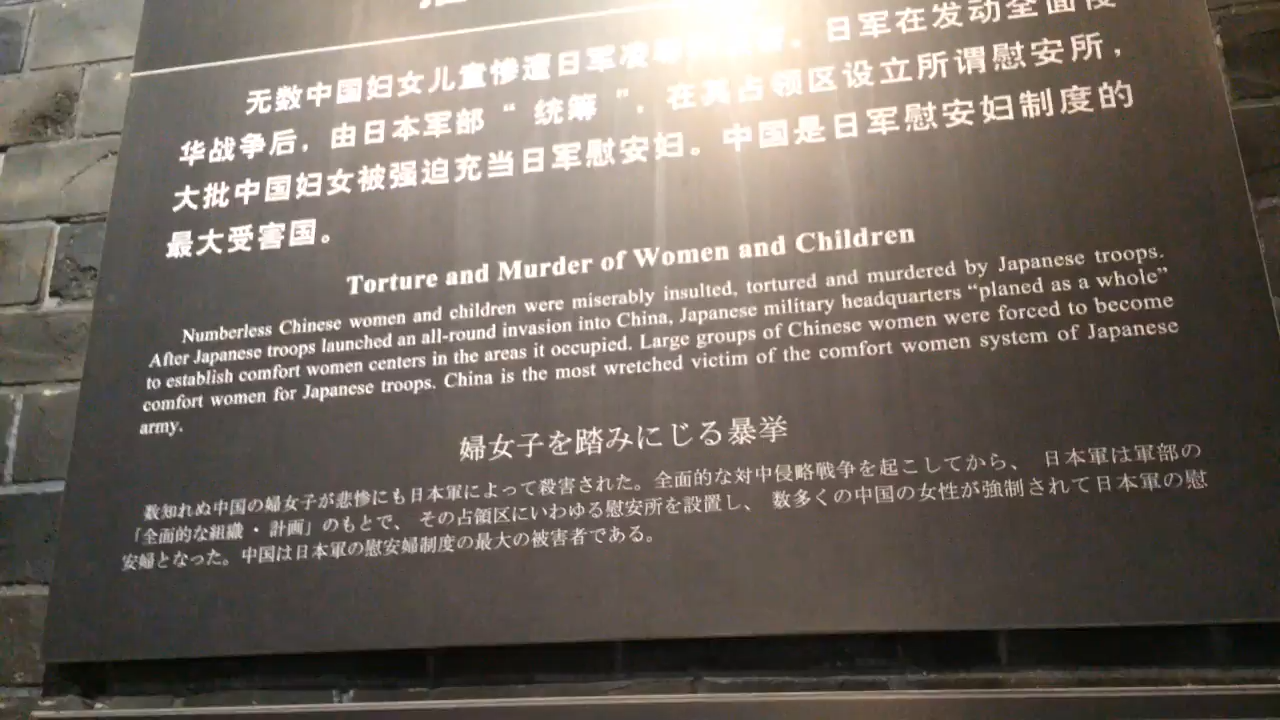 无数中国妇女儿童惨遭日军凌辱 。日军在发动全面侵
华战争后，由日本军部“统筹”，在其占领区设立所谓慰安所，
大批中国妇女被强迫充当日军慰安妇。中国是日军慰安妇制度的
最大受害国。
Torture and Murder of Women and Children
Numberless Chinese women and children were miserably insulted, tortured and murdered by Japanese troops.
After Japanese troops launched an all-round invasion into China, Japanese military headquarters “planed as a whole”
to establish comfort women centers in the areas it occupied. Large groups of Chinese women were forced to become
comfort women for Japanese troops. China is the most wretched victim of the comfort women system of Japanese
army.
婦女子を踏みにじる暴挙
数知れぬ中国の婦女子が悲惨にも日本軍によって殺害された。全面的な対中侵略戦争を起こしてから、 日本軍は軍部の
「全面的な組織・計画」のもとで、 その占領区にいわゆる慰安所を設置し、 数多くの中国の女性が強制されて日本軍の慰
安婦となった。中国は日本軍の慰安婦制度の最大の被害者である。